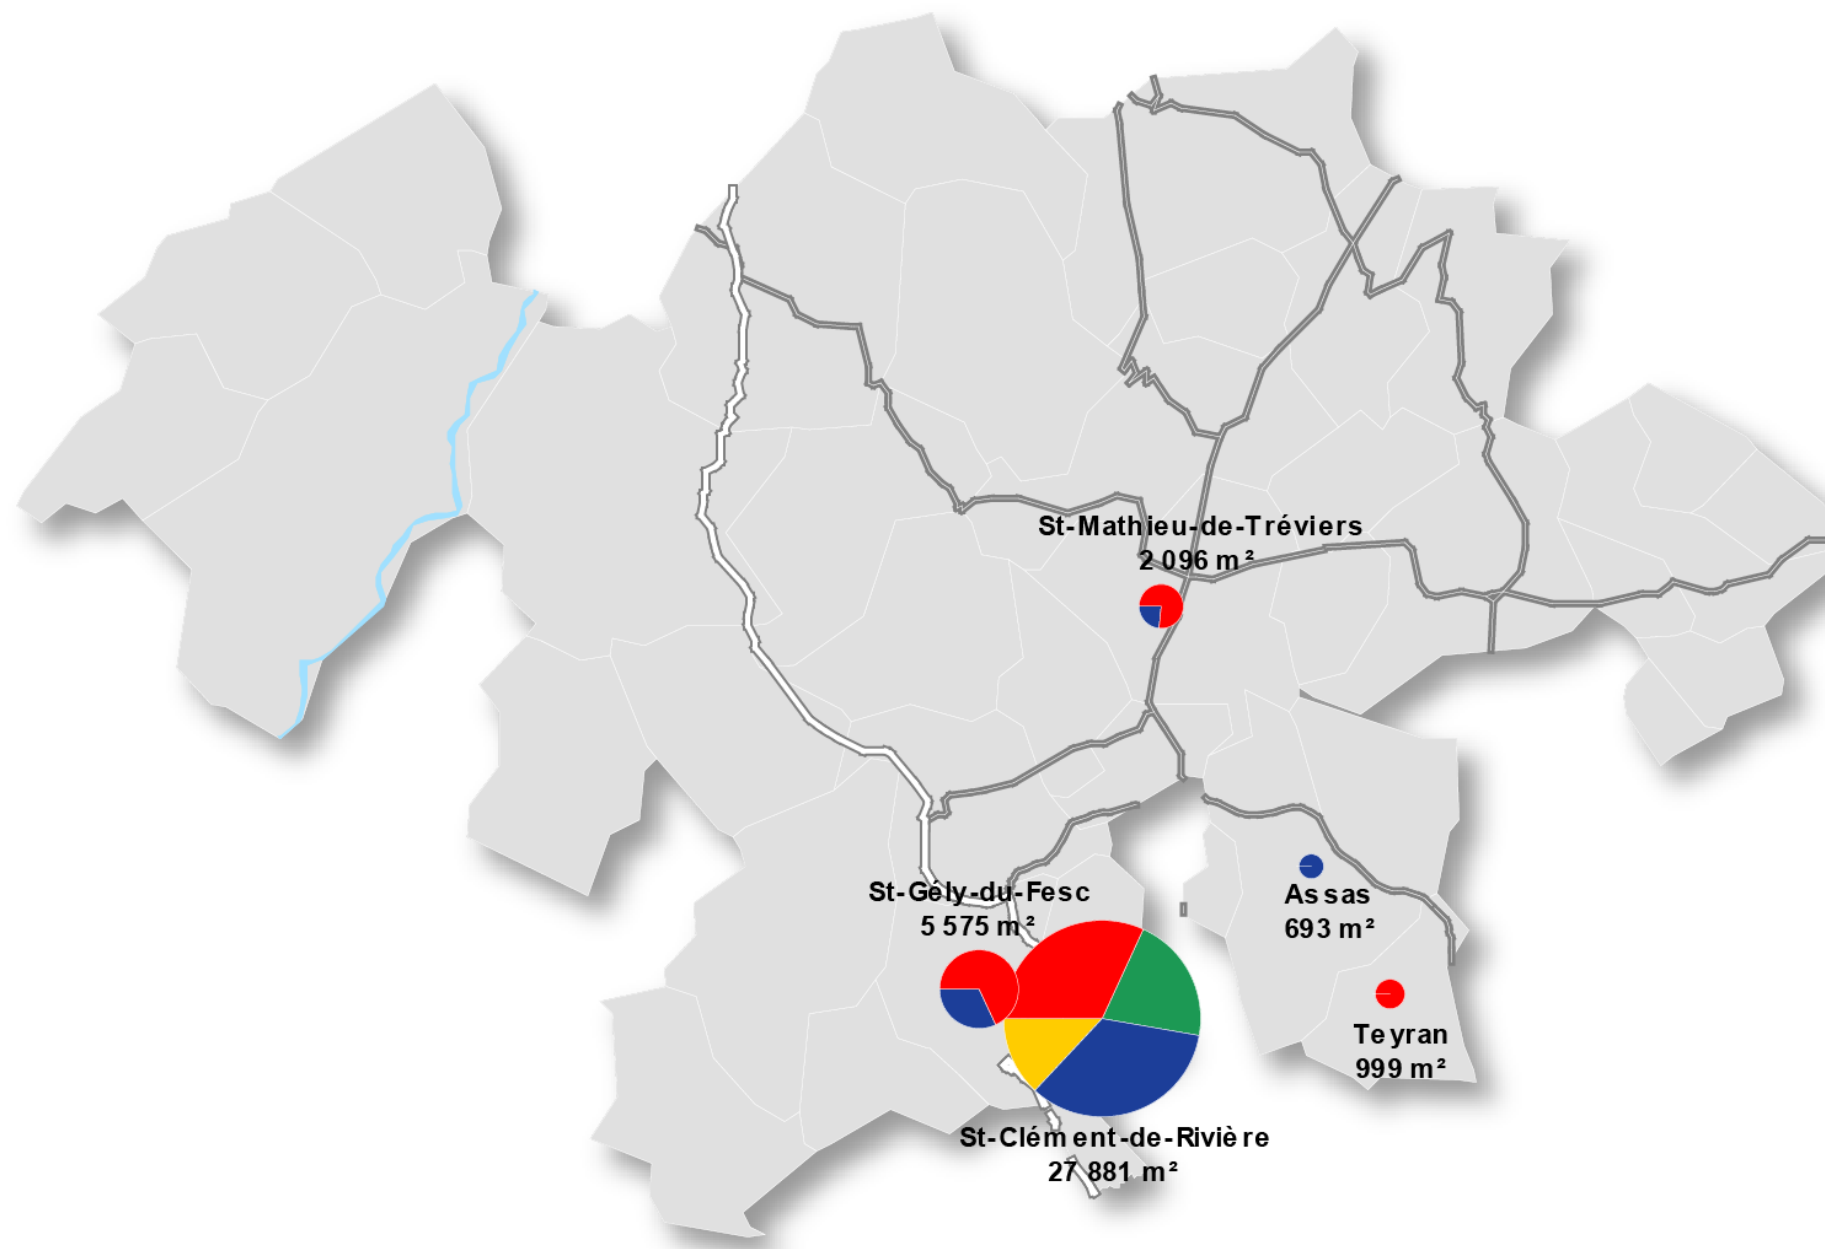 St-Mathieu-de-Tréviers
2 096 m²
St-Gély-du-Fesc
5 575 m²
Assas
693 m²
Teyran
999 m²
St-Clément-de-Rivière
27 881 m²